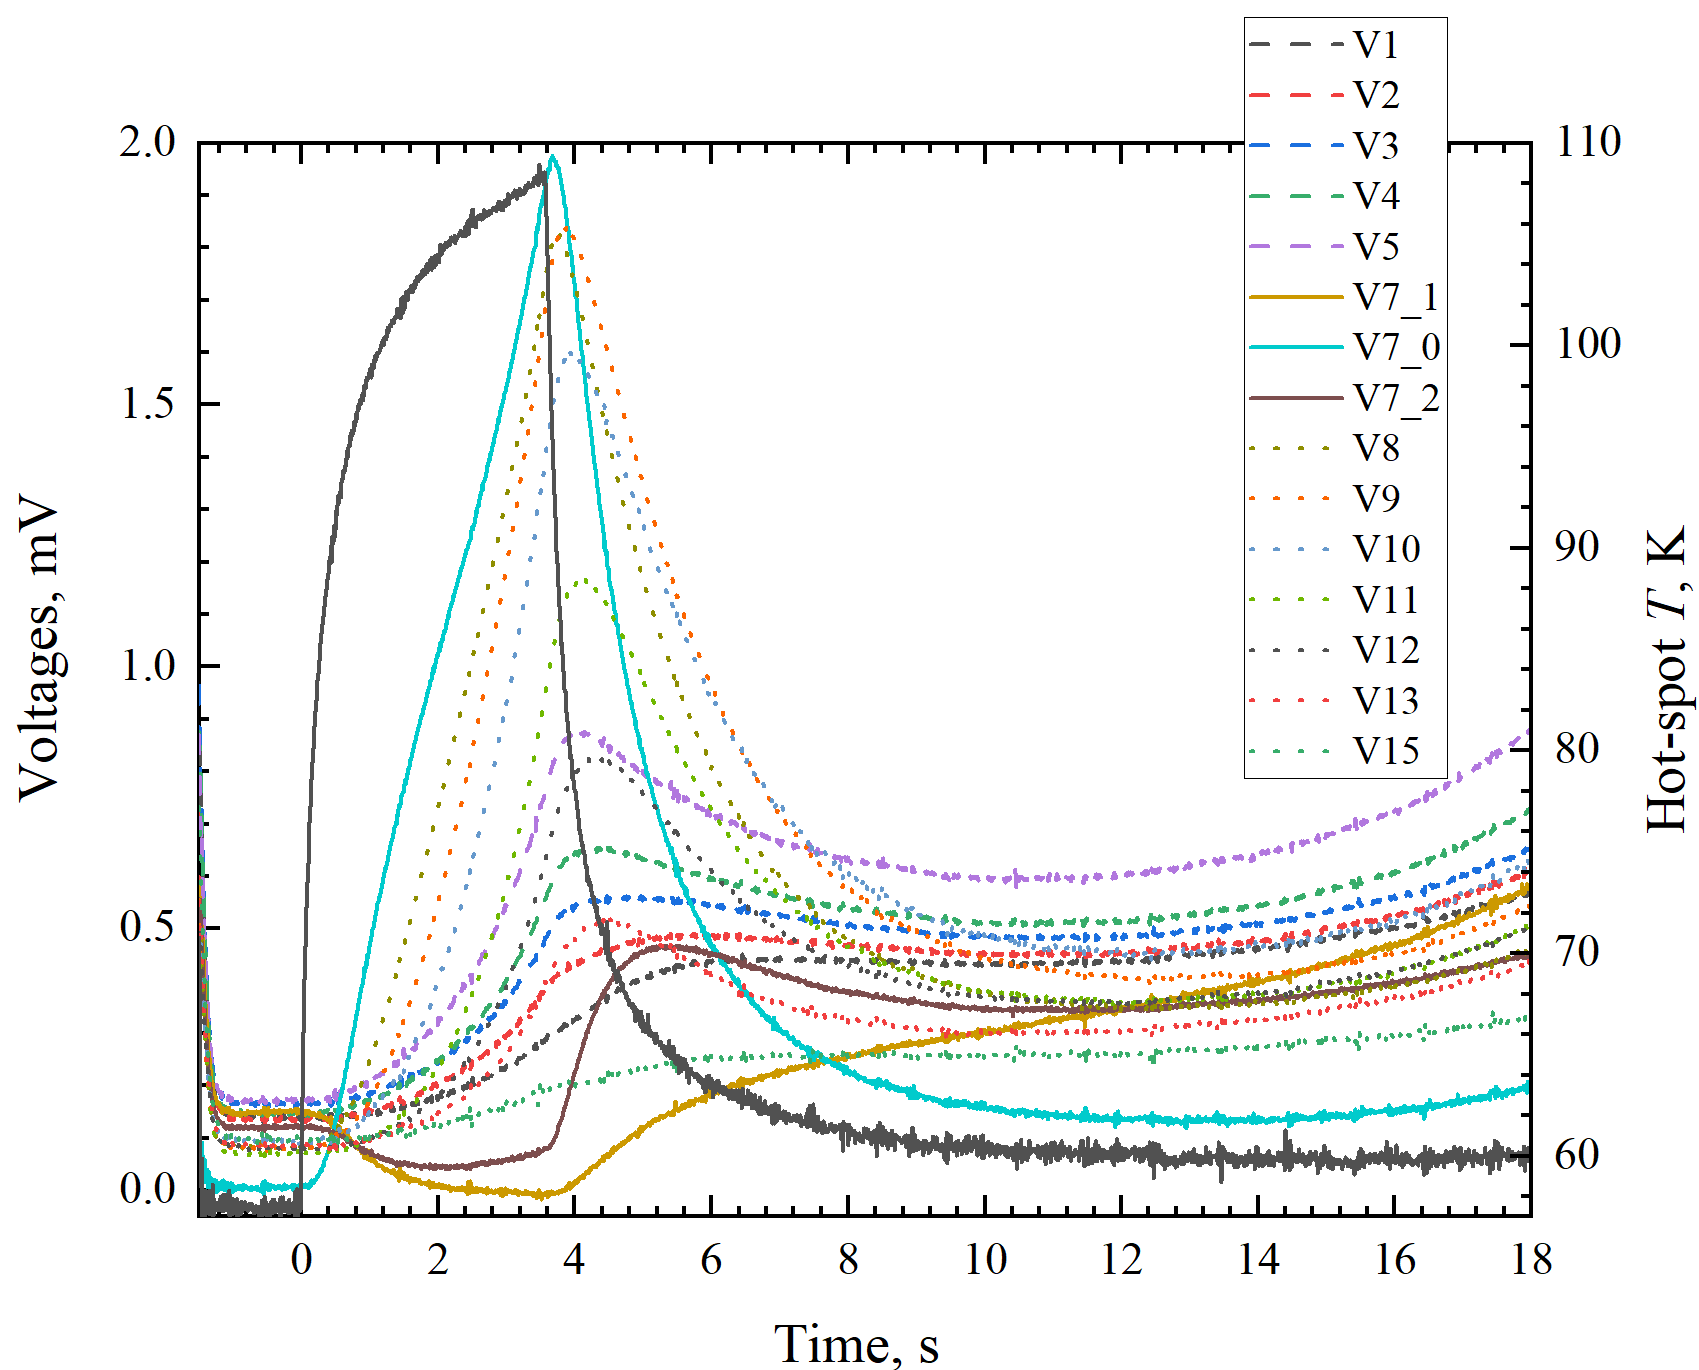 V1
V2
V3
V4
V5
V7_1
V7_0
V7_2
V8
V9
V10
V11
V12
V13
V15
2.0
1.5
1.0
0.5
0.0
Voltages, mV
110
100
90
80
70
60
Hot-spot T, K
0 2 4 6 8 10 12 14 16 18
Time, s